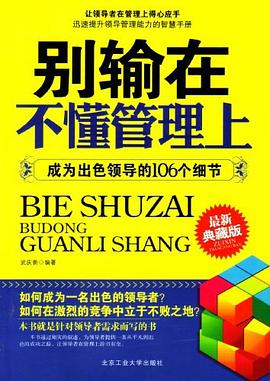 让领导者在管理上得心应手
迅速提升领导管理能力的智慧手册
别输在
不懂管理上
成为出色领导的106个细节
BIE SHUZAI
BUDONG
GUANLI SHANG
最新
典藏版
ZUIXIN
武庆新◎编著
如何成为一名出色的领导者?
如何在激烈的竞争中立于不败之地?
本书就是针对领导者需求而写的书
北京工业大学出版社